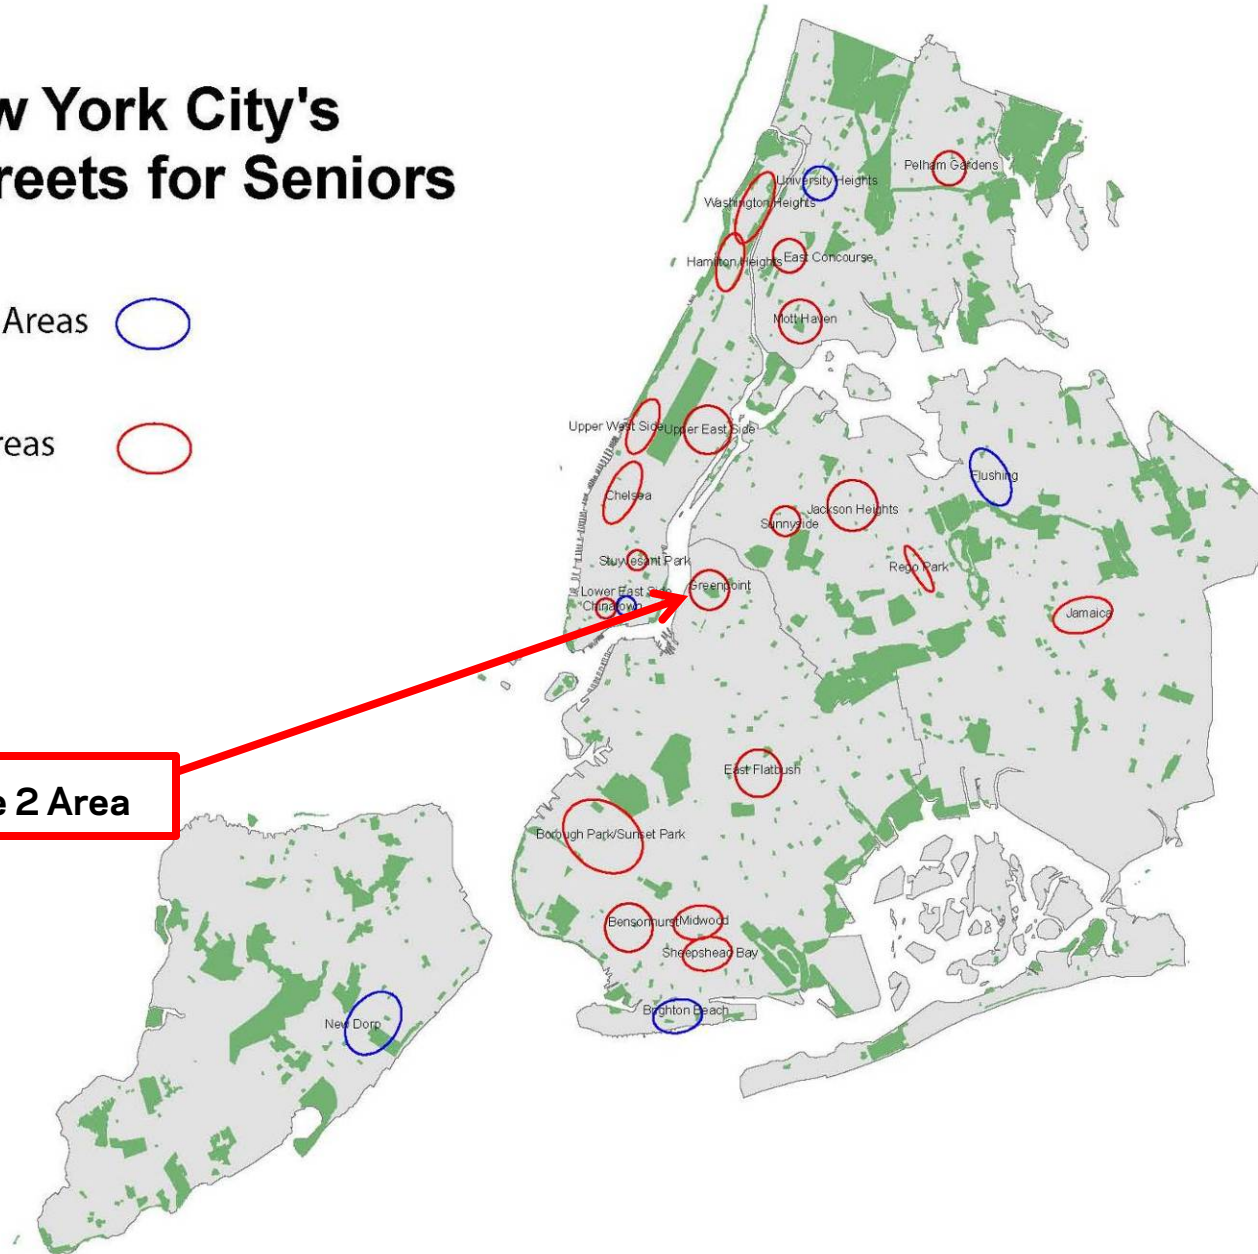 w York City's
reets for Seniors
Areas
reas
e 2 Area
Pelham Gardens
University Heights
Washington Heights
Hamilton Heights
East Concourse
Mott Haven
Upper West Side
Upper East Side
Chelsea
Flushing
Jackson Heights
Sunnyside
Stuyvesant Park
Rego Park
Greenpoint
Lower East Side
Chinatown
Jamaica
East Flatbush
Borough Park/Sunset Park
Bensonhurst
Midwood
Sheepshead Bay
Brighton Beach
New Dorp